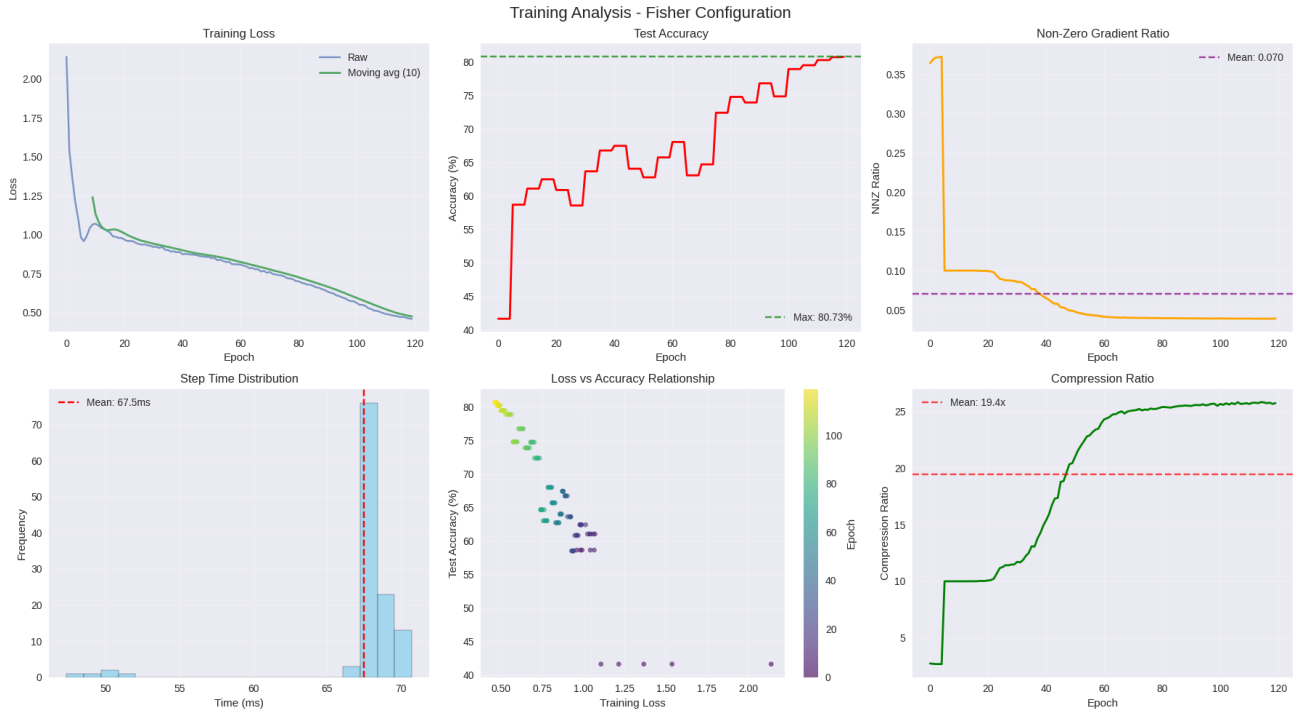 Training Analysis - Fisher Configuration
Training Loss
Raw
Moving avg (10)
2.00
1.75
1.50
1.25
1.00
0.75
0.50
Loss
0 20 40 60 80 100 120
Epoch
Test Accuracy
80
75
70
65
60
55
50
45
40
Accuracy (%)
Max: 80.73%
0 20 40 60 80 100 120
Epoch
Non-Zero Gradient Ratio
Mean: 0.070
0.35
0.30
0.25
0.20
0.15
0.10
0.05
NNZ Ratio
0 20 40 60 80 100 120
Epoch
Step Time Distribution
Mean: 67.5ms
70
60
50
40
30
20
10
0
Frequency
50 55 60 65 70
Time (ms)
Loss vs Accuracy Relationship
80
75
70
65
60
55
50
45
40
Test Accuracy (%)
0.50 0.75 1.00 1.25 1.50 1.75 2.00
Training Loss
100
80
60
40
20
0
Epoch
Compression Ratio
Mean: 19.4x
25
20
15
10
5
Compression Ratio
0 20 40 60 80 100 120
Epoch